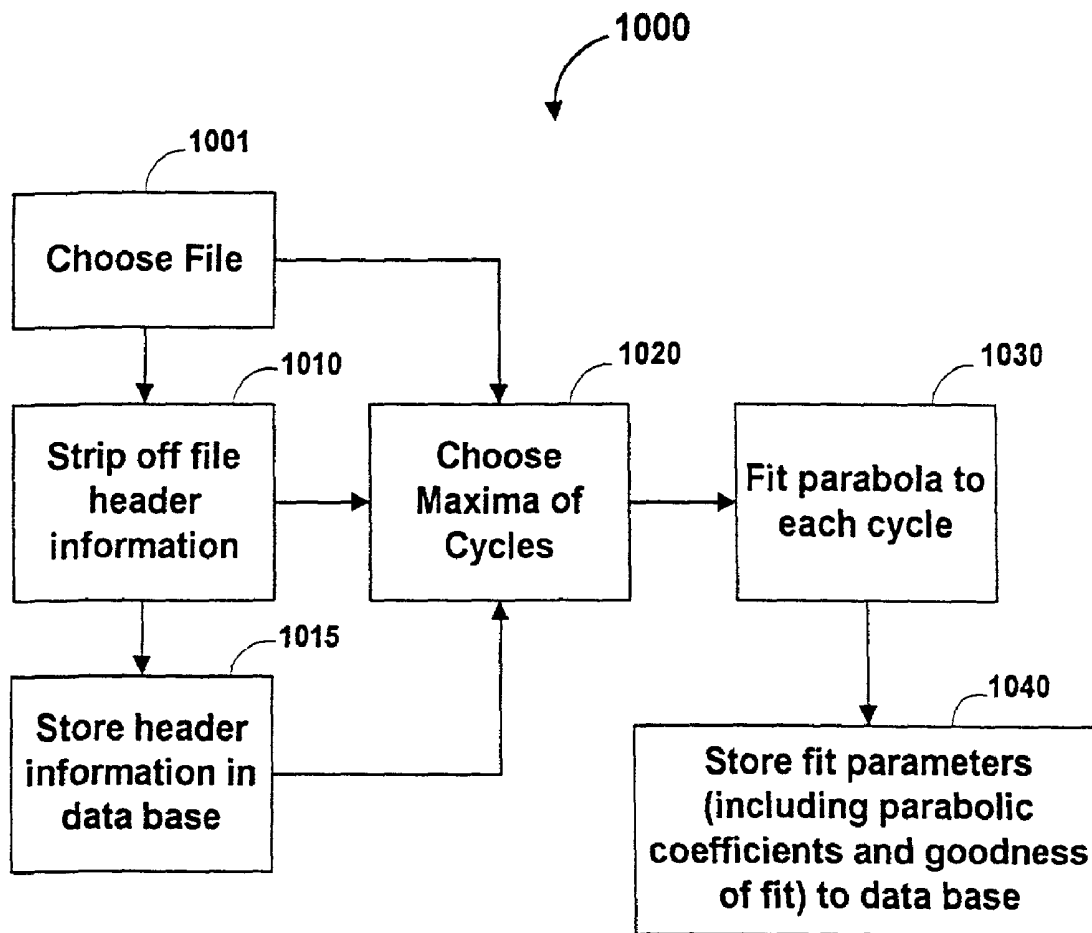 1000
1001
Choose File
1010
Strip off file
header
information
1020
Choose
Maxima of
Cycles
1030
Fit parabola to
each cycle
1015
Store header
information in
data base
1040
Store fit parameters
(including parabolic
coefficients and goodness
of fit) to data base